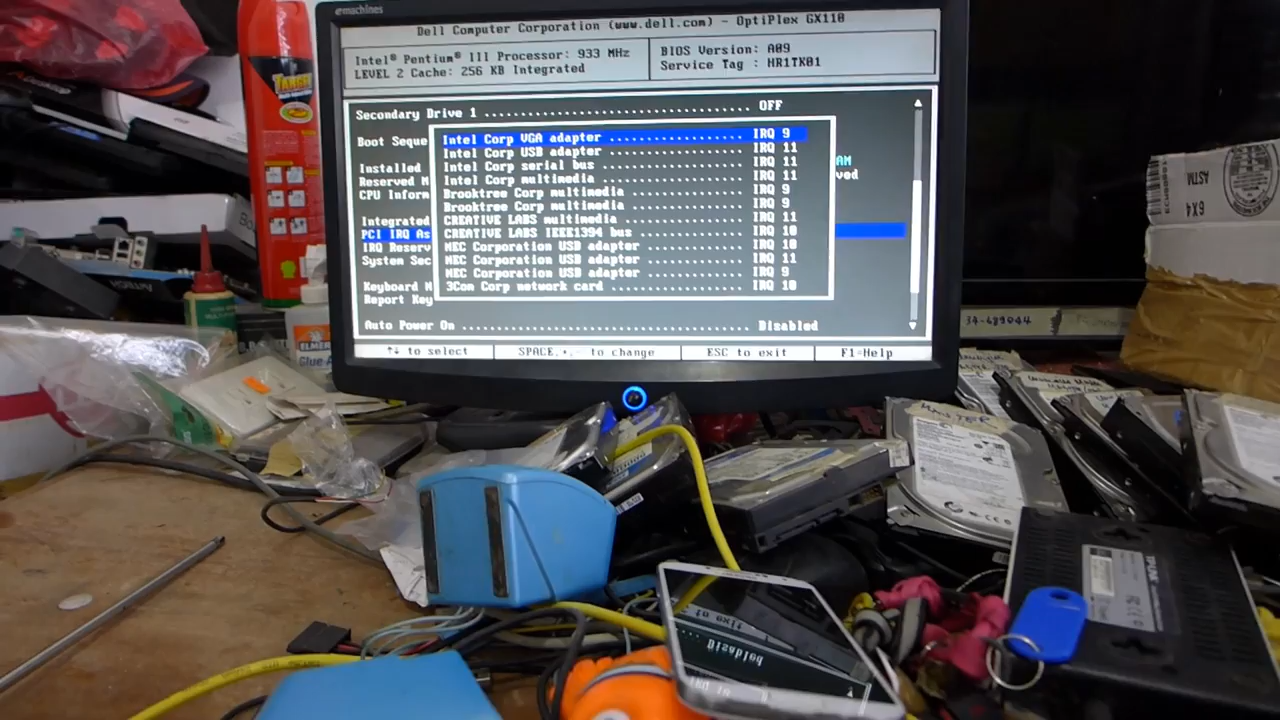 emachines
Dell Computer Corporation (www.dell.com) - OptiPlex GX110
Intel® Pentium® III Processor: 933 MHz
LEVEL 2 Cache: 256 KB Integrated
BIOS Version: A09
Service Tag : HR1TK01
Secondary Drive 1 ........................................ OFF
Boot Seque
Intel Corp VGA adapter .................... IRQ 9
Intel Corp USB adapter .................... IRQ 11
Installed
Intel Corp serial bus ..................... IRQ 11
Reserved M
Intel Corp multimedia ..................... IRQ 11
ved
CPU Inform
Brooktree Corp multimedia ................. IRQ 9
Brooktree Corp multimedia ................. IRQ 9
Integrated
CREATIVE LABS multimedia .................. IRQ 11
PCI IRQ As
CREATIVE LABS IEEE1394 bus ................ IRQ 10
IRQ Reserv
NEC Corporation USB adapter ............... IRQ 10
System Sec
NEC Corporation USB adapter ............... IRQ 11
NEC Corporation USB adapter ............... IRQ 9
Keyboard M
3Com Corp network card .................... IRQ 10
Report Key
Auto Power On ........................................ Disabled
↑↓ to select
SPACE,+,- to change
ESC to exit
F1=Help
ASTM
6X4
34-689044
ELMER
Glue-A
MASTER
TP-LINK
Disabled